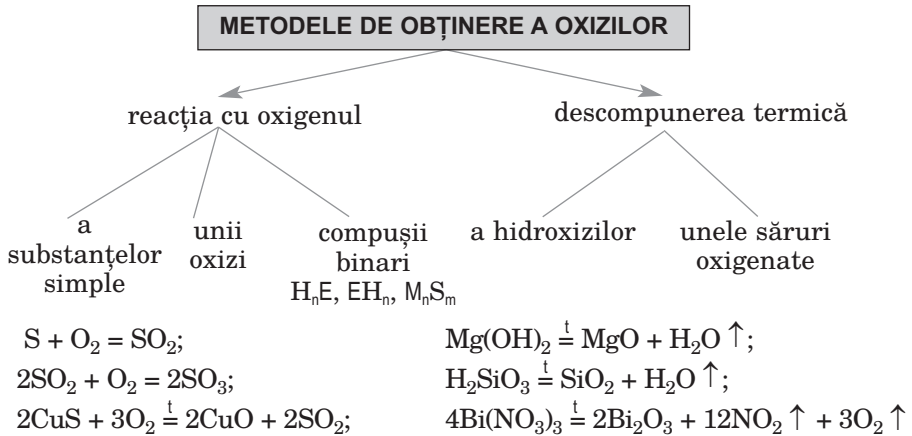 METODELE DE OBȚINERE A OXIZILOR
reacția cu oxigenul
descompunerea termică
a
substanțelor
simple
unii
oxizi
compușii
binari
HₙE, EHₙ, MₙSₘ
a hidroxizilor
unele săruri
oxigenate
S + O₂ = SO₂;
2SO₂ + O₂ = 2SO₃;
2CuS + 3O₂ =ᵗ 2CuO + 2SO₂;
Mg(OH)₂ =ᵗ MgO + H₂O ↑;
H₂SiO₃ =ᵗ SiO₂ + H₂O ↑;
4Bi(NO₃)₃ =ᵗ 2Bi₂O₃ + 12NO₂ ↑ + 3O₂ ↑